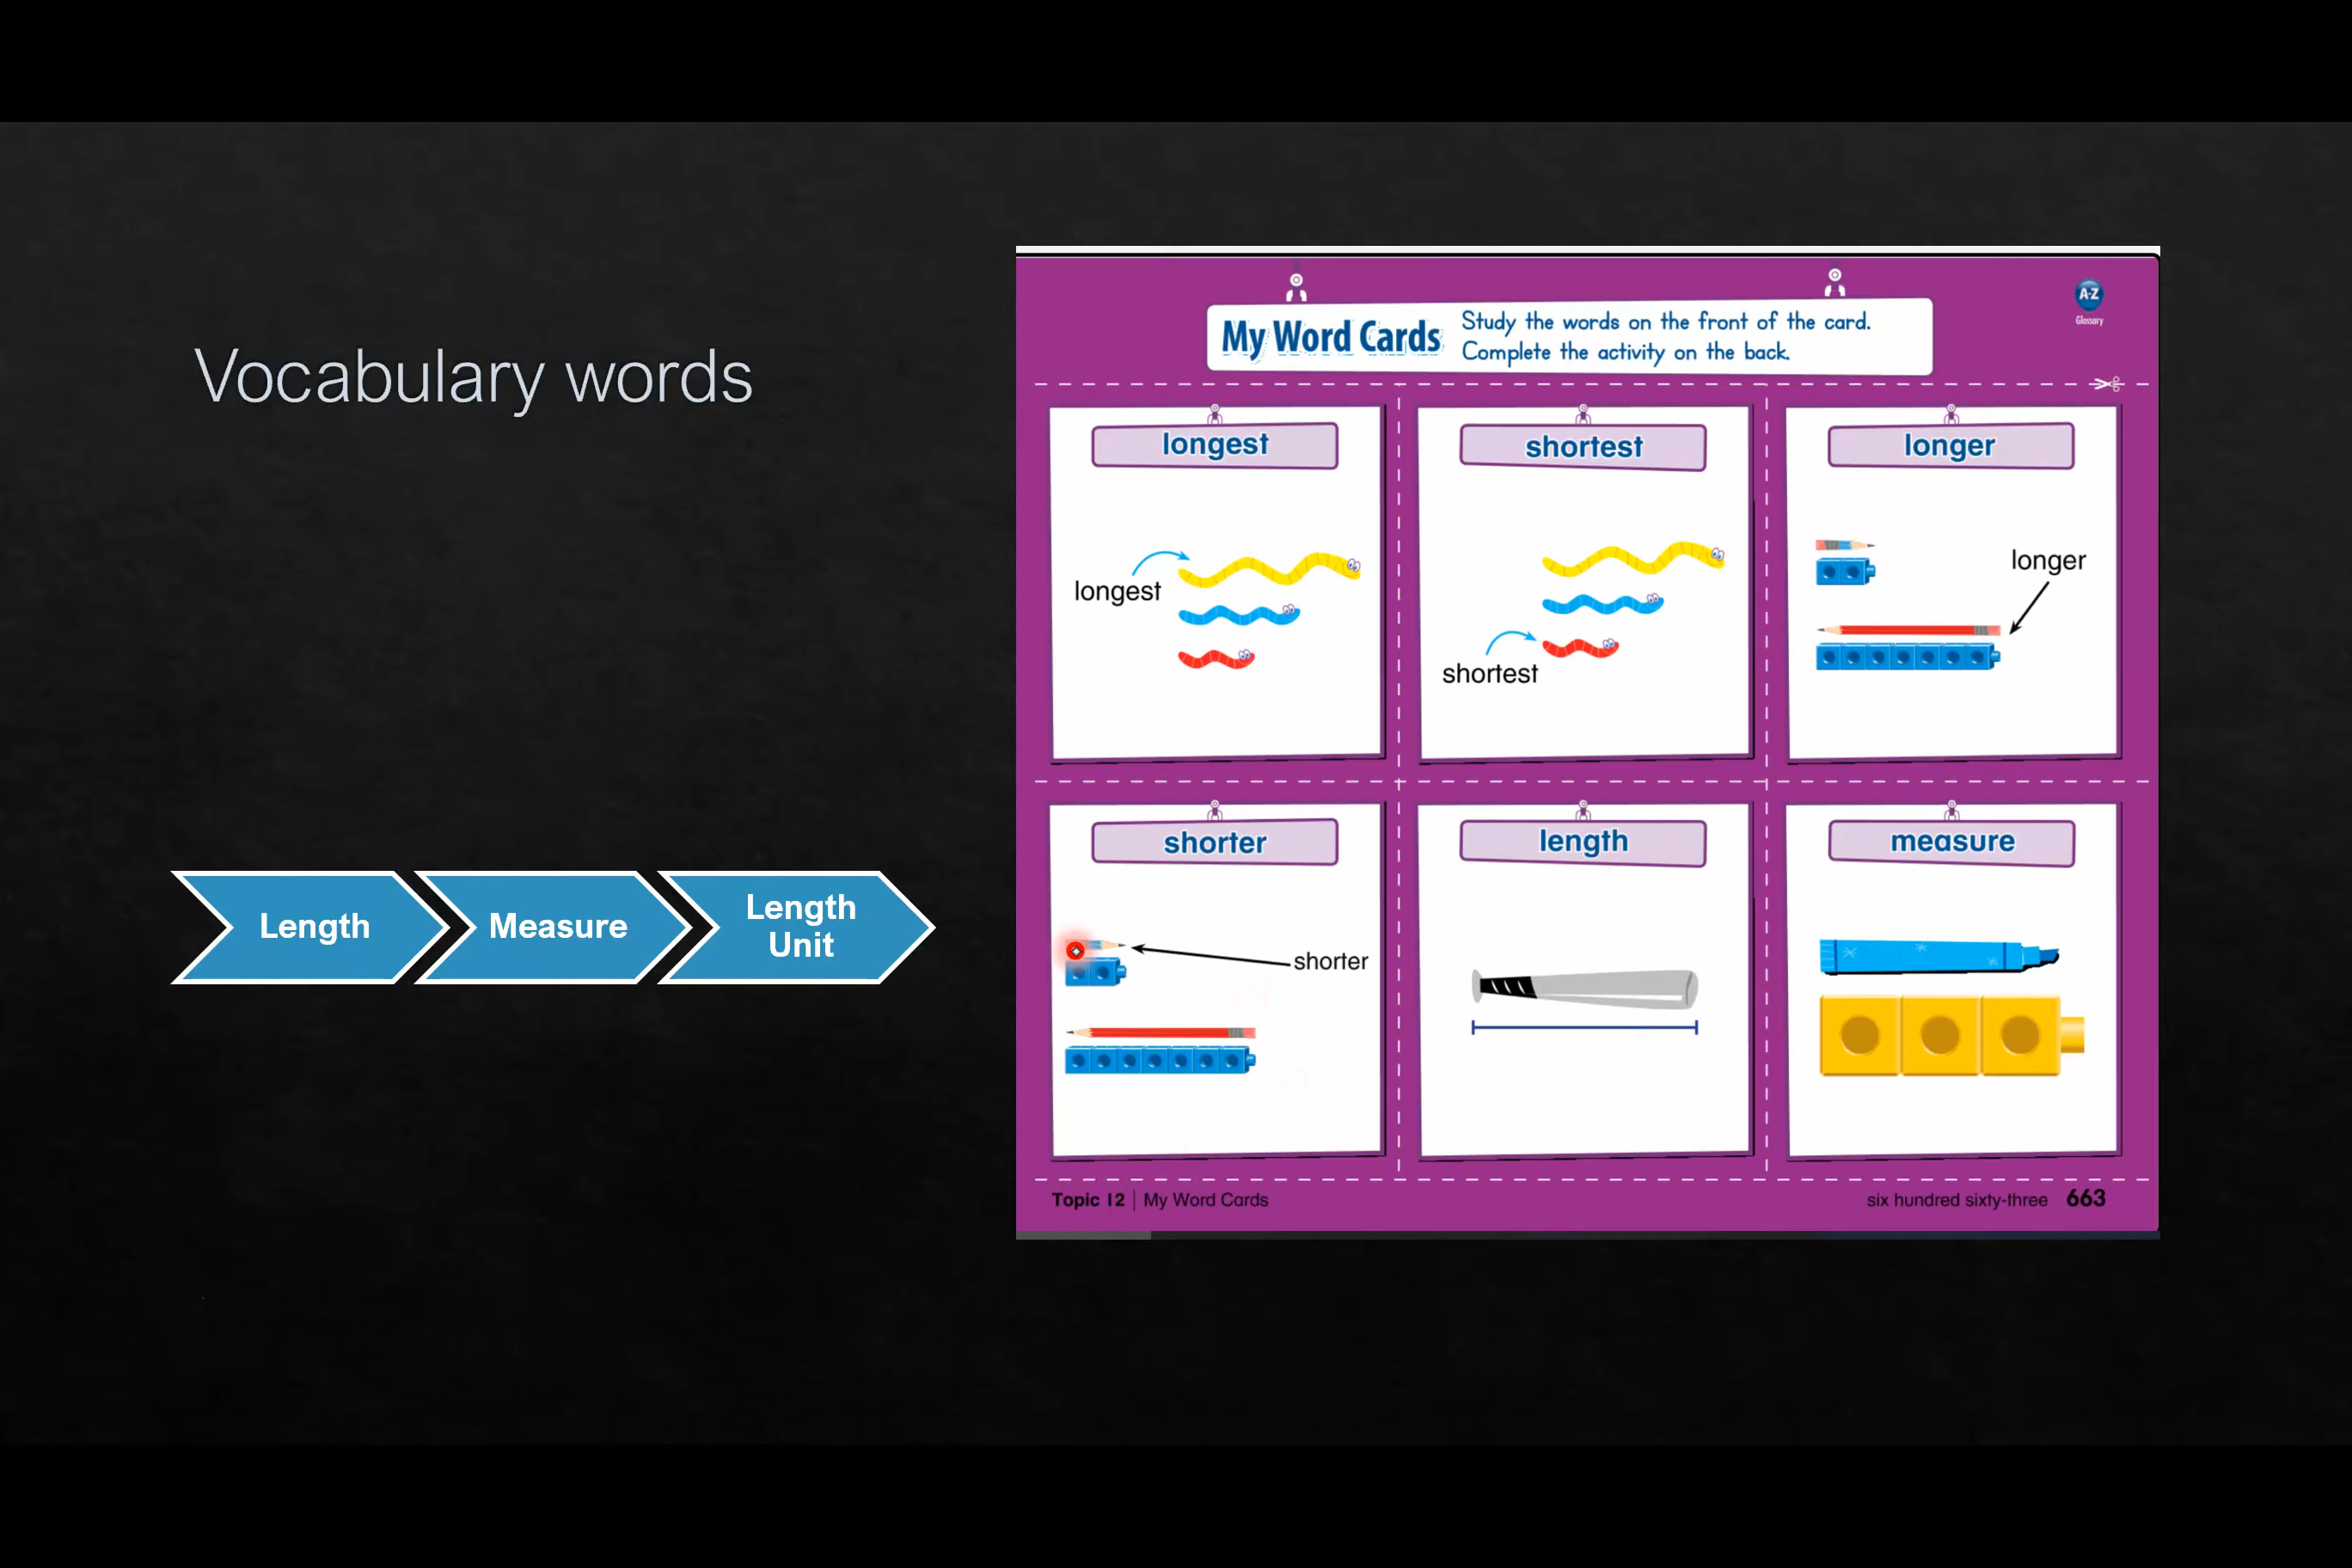 Vocabulary words
Length
Measure
Length
Unit
My Word Cards
Study the words on the front of the card.
Complete the activity on the back.
A-Z
Glossary
longest
longest
shortest
shortest
longer
longer
shorter
shorter
length
measure
Topic 12 | My Word Cards
six hundred sixty-three 663